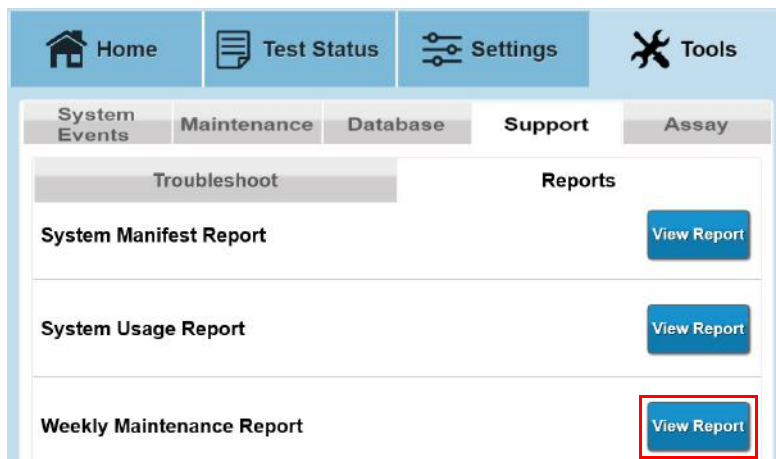 Home Test Status Settings Tools
System
Events Maintenance Database Support Assay
Troubleshoot Reports
System Manifest Report View Report
System Usage Report View Report
Weekly Maintenance Report View Report